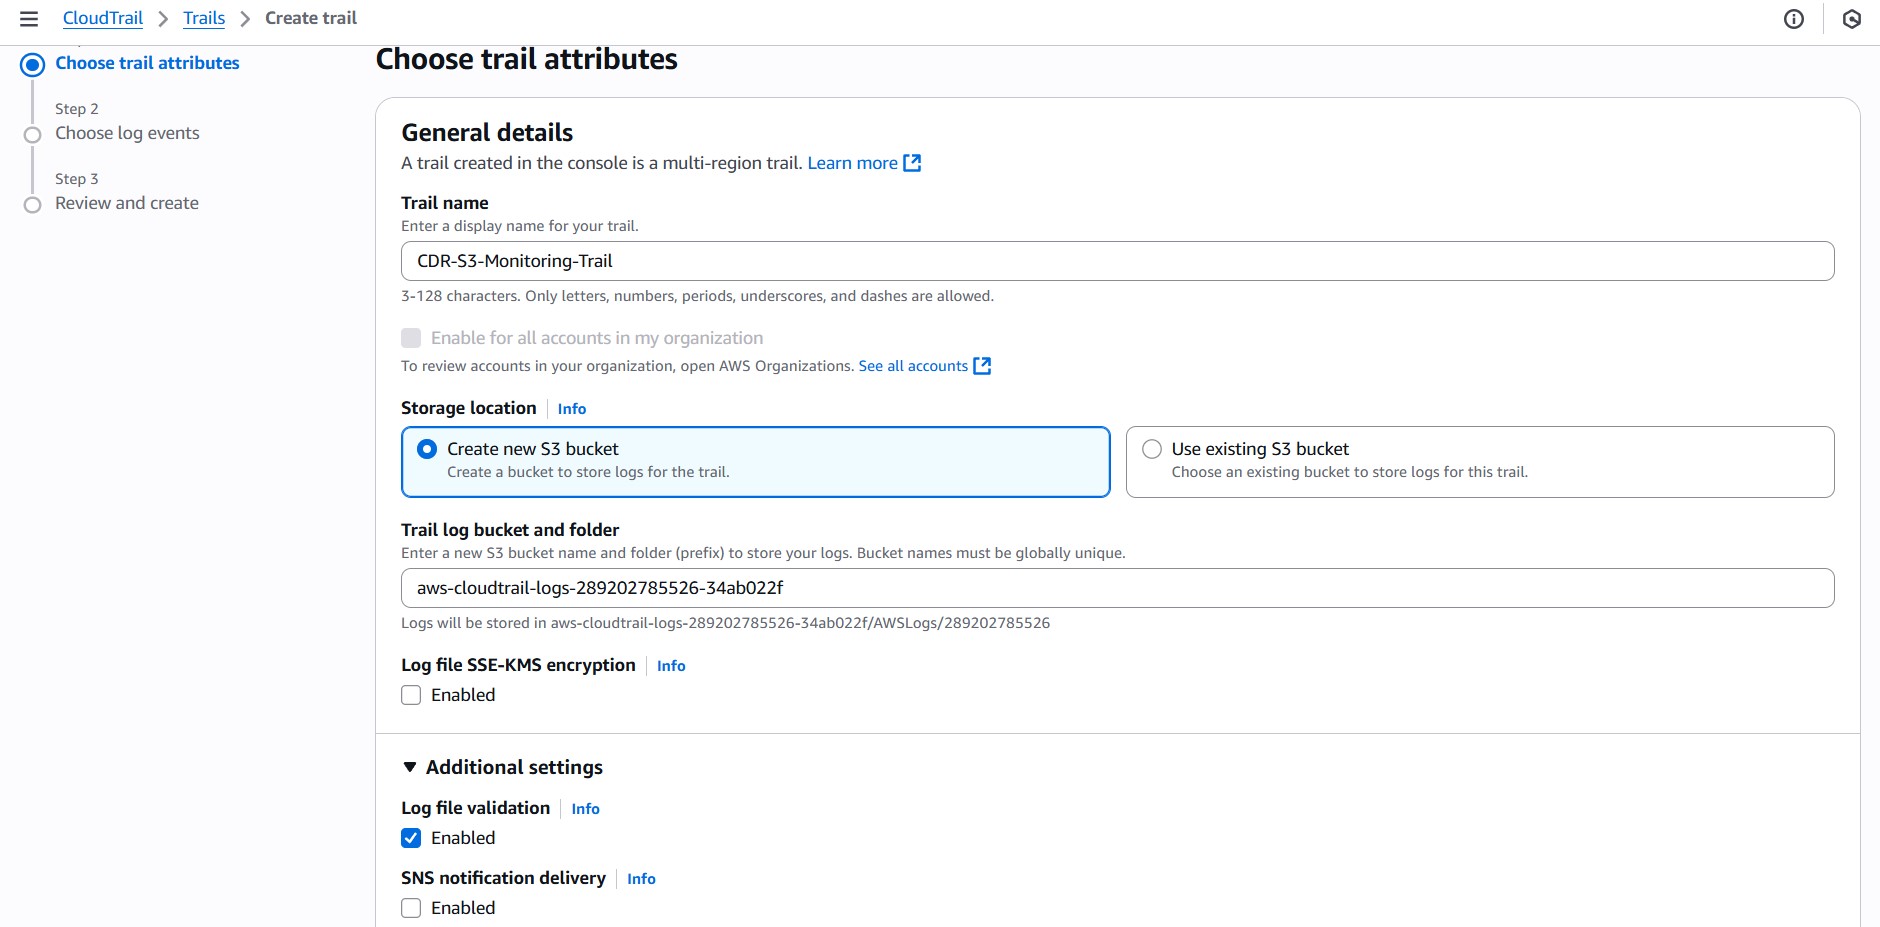 CloudTrail > Trails > Create trail
Choose trail attributes
Step 2
Choose log events
Step 3
Review and create
Choose trail attributes
General details
A trail created in the console is a multi-region trail. Learn more
Trail name
Enter a display name for your trail.
CDR-S3-Monitoring-Trail
3-128 characters. Only letters, numbers, periods, underscores, and dashes are allowed.
Enable for all accounts in my organization
To review accounts in your organization, open AWS Organizations. See all accounts
Storage location Info
Create new S3 bucket
Create a bucket to store logs for the trail.
Use existing S3 bucket
Choose an existing bucket to store logs for this trail.
Trail log bucket and folder
Enter a new S3 bucket name and folder (prefix) to store your logs. Bucket names must be globally unique.
aws-cloudtrail-logs-289202785526-34ab022f
Logs will be stored in aws-cloudtrail-logs-289202785526-34ab022f/AWSLogs/289202785526
Log file SSE-KMS encryption Info
Enabled
Additional settings
Log file validation Info
Enabled
SNS notification delivery Info
Enabled